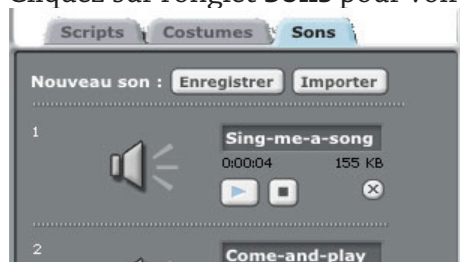 Cliquez sur l'onglet Sons pour voir
Scripts Costumes Sons
Nouveau son : Enregistrer Importer
1
Sing-me-a-song
0:00:04 155 KB
2
Come-and-play